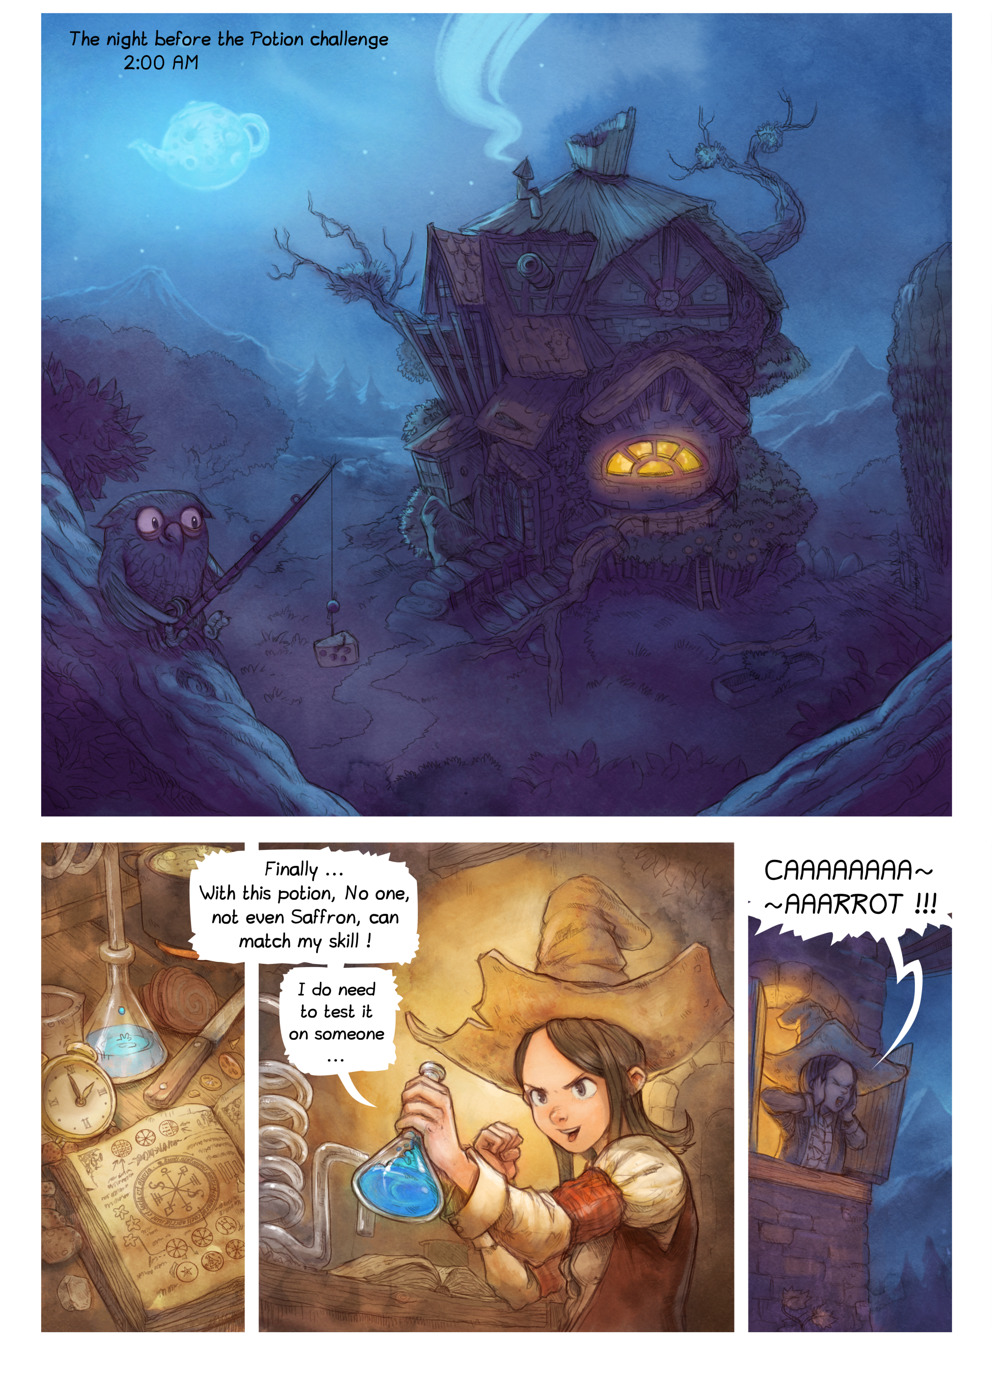 The night before the Potion challenge
2:00 AM
Finally ...
With this potion, No one,
not even Saffron, can
match my skill !
I do need
to test it
on someone
...
CAAAAAAAA~
~AAARROT !!!